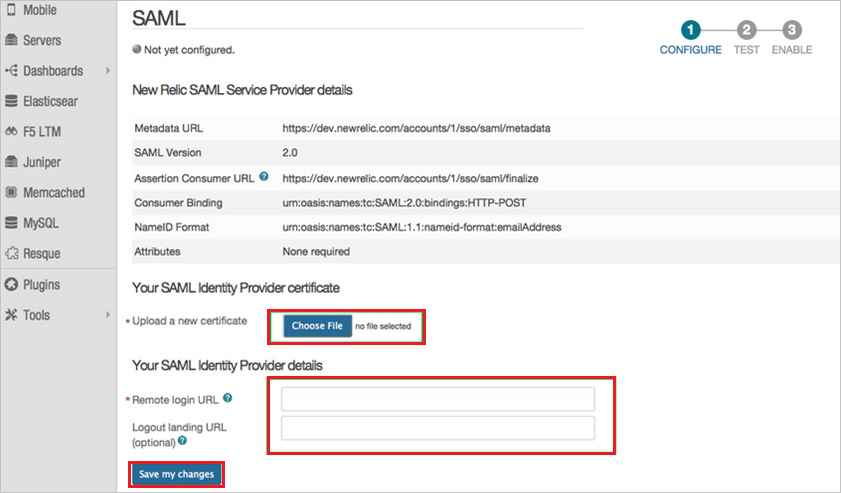 Mobile
Servers
Dashboards
Elasticsear
F5 LTM
Juniper
Memcached
MySQL
Resque
Plugins
Tools
SAML
Not yet configured.
1 2 3
CONFIGURE TEST ENABLE
New Relic SAML Service Provider details
Metadata URL https://dev.newrelic.com/accounts/1/sso/saml/metadata
SAML Version 2.0
Assertion Consumer URL ? https://dev.newrelic.com/accounts/1/sso/saml/finalize
Consumer Binding urn:oasis:names:tc:SAML:2.0:bindings:HTTP-POST
NameID Format urn:oasis:names:tc:SAML:1.1:nameid-format:emailAddress
Attributes None required
Your SAML Identity Provider certificate
* Upload a new certificate Choose File no file selected
Your SAML Identity Provider details
* Remote login URL ?
Logout landing URL
(optional) ?
Save my changes